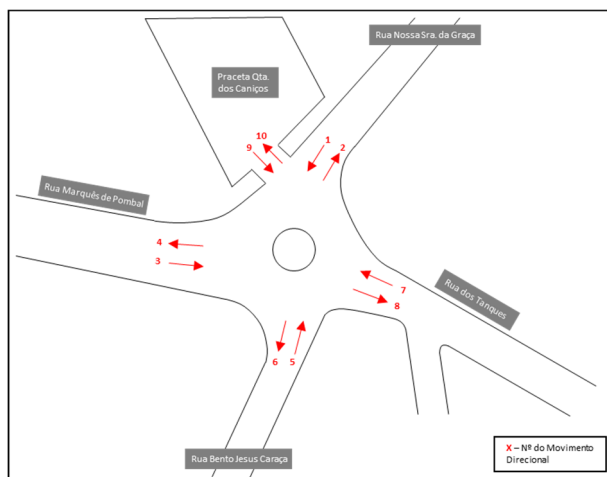 Rua Nossa Sra. da Graça
Praceta Qta.
dos Caniços
10
9
1
2
Rua Marquês de Pombal
4
3
7
8
Rua dos Tanques
6
5
Rua Bento Jesus Caraça
X – Nº do Movimento
Direcional